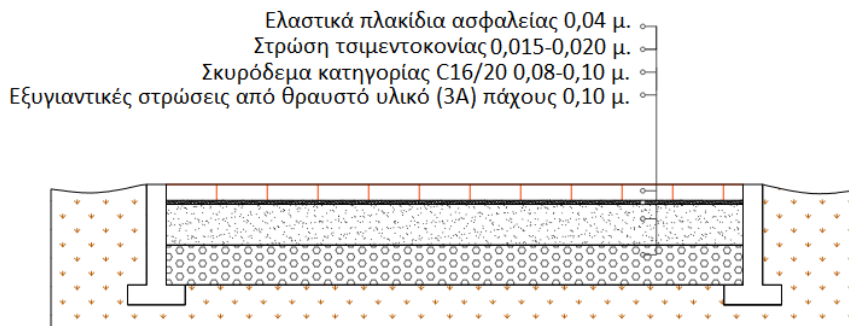 Ελαστικά πλακίδια ασφαλείας 0,04 μ.
Στρώση τσιμεντοκονίας 0,015-0,020 μ.
Σκυρόδεμα κατηγορίας C16/20 0,08-0,10 μ.
Εξυγιαντικές στρώσεις από θραυστό υλικό (3Α) πάχους 0,10 μ.